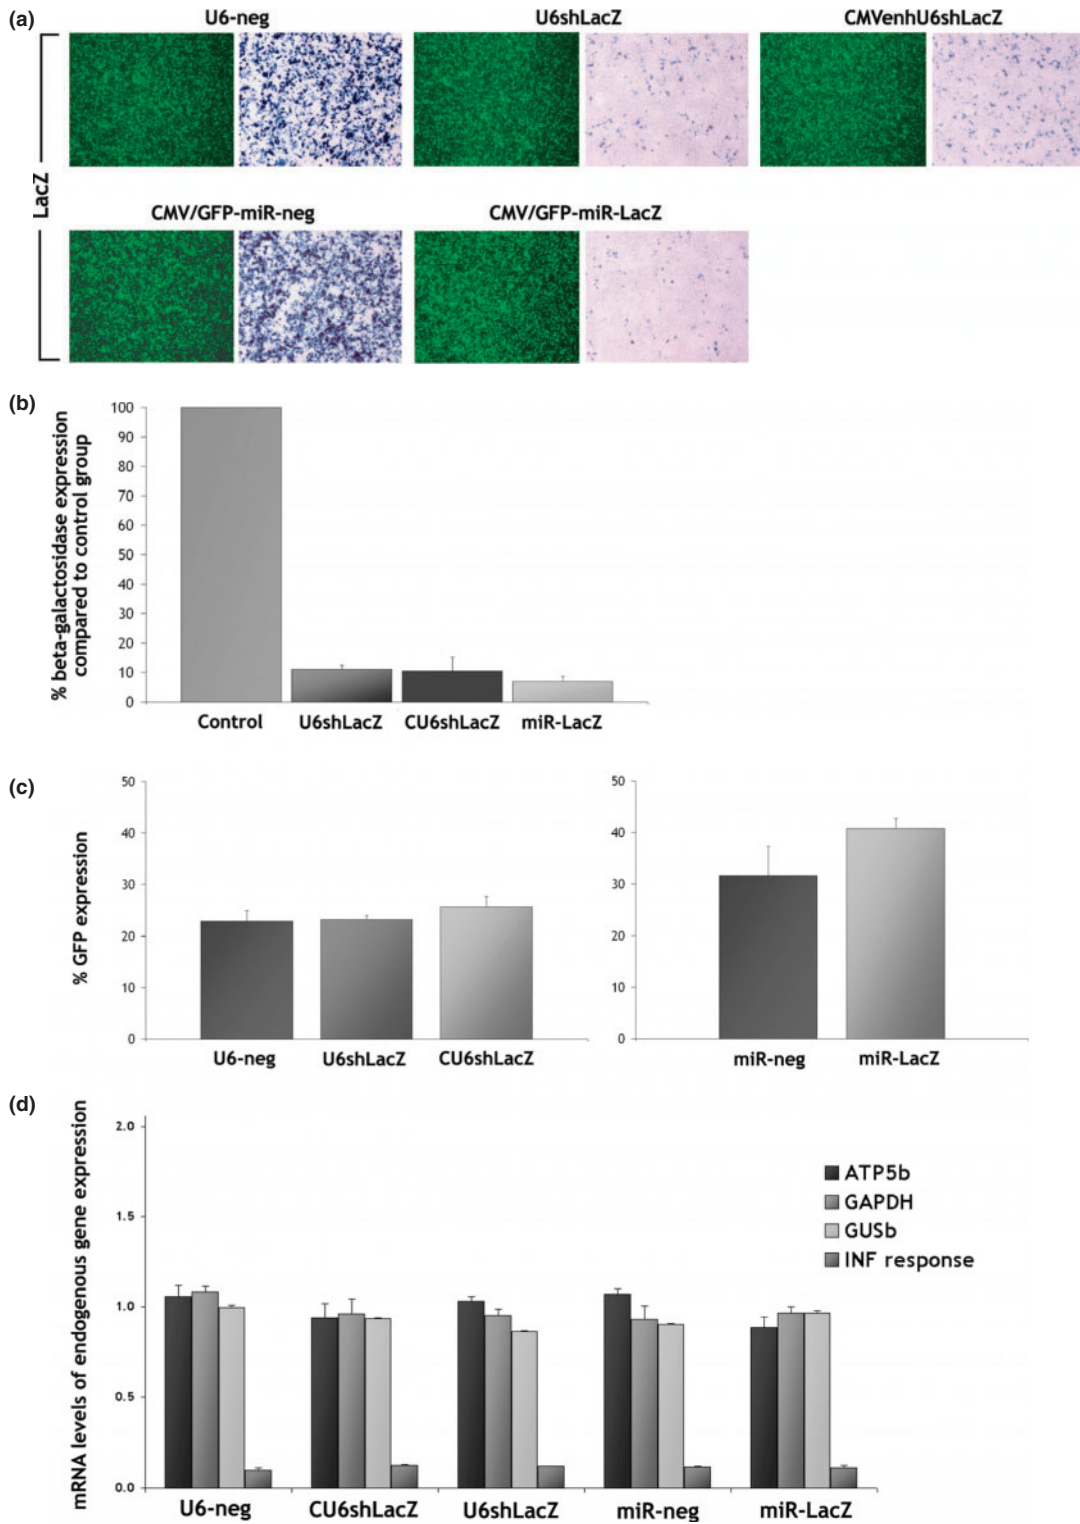 (a)
U6-neg
U6shLacZ
CMVenhU6shLacZ
LacZ
CMV/GFP-miR-neg
CMV/GFP-miR-LacZ
(b)
% beta-galactosidase expression
compared to control group
100
90
80
70
60
50
40
30
20
10
0
Control
U6shLacZ
CU6shLacZ
miR-LacZ
(c)
% GFP expression
50
40
30
20
10
0
U6-neg
U6shLacZ
CU6shLacZ
50
40
30
20
10
0
miR-neg
miR-LacZ
(d)
mRNA levels of endogenous gene expression
2.0
1.5
1.0
0.5
0.0
ATP5b
GAPDH
GUSb
INF response
U6-neg
CU6shLacZ
U6shLacZ
miR-neg
miR-LacZ